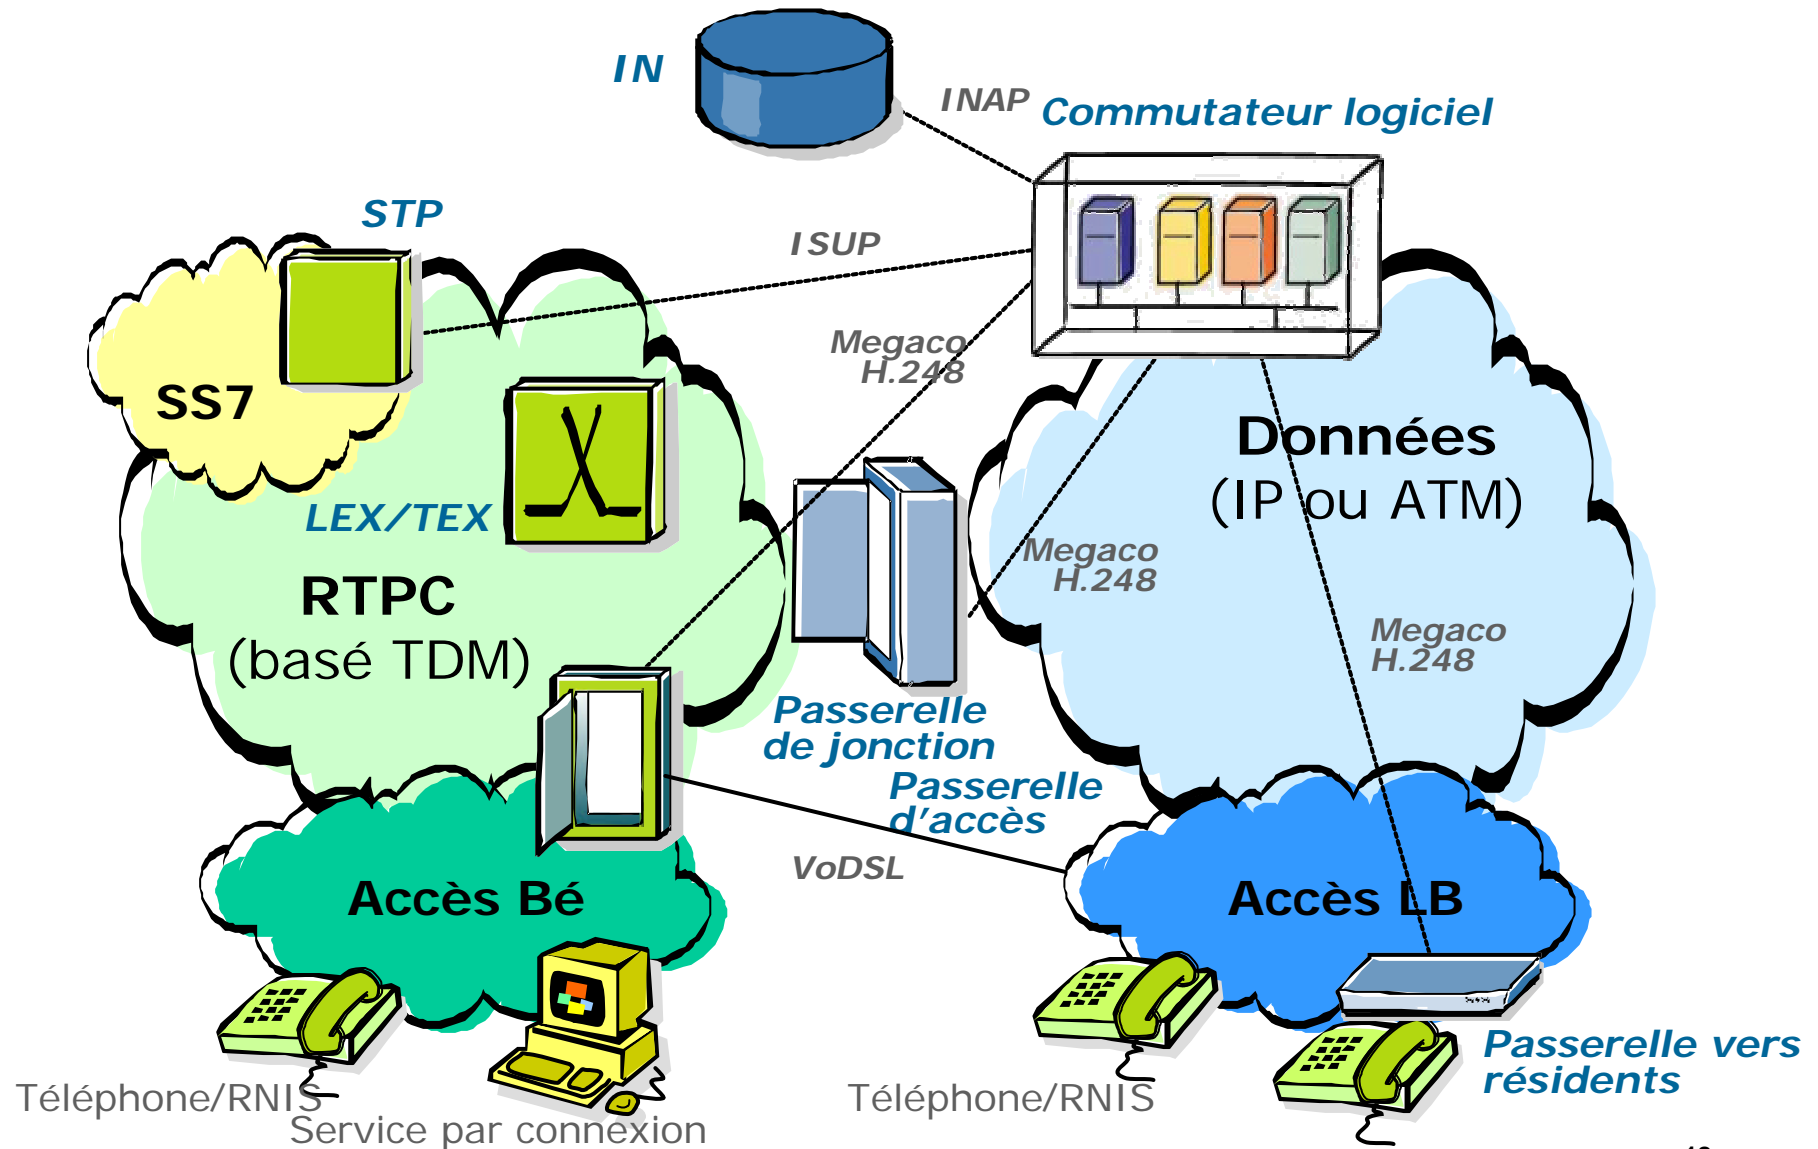 IN
INAP
Commutateur logiciel
STP
ISUP
Megaco
H.248
SS7
Données
(IP ou ATM)
LEX/TEX
Megaco
H.248
RTPC
(basé TDM)
Megaco
H.248
Passerelle
de jonction
Passerelle
d'accès
VoDSL
Accès Bé
Accès LB
Passerelle vers
résidents
Téléphone/RNIS
Téléphone/RNIS
Service par connexion